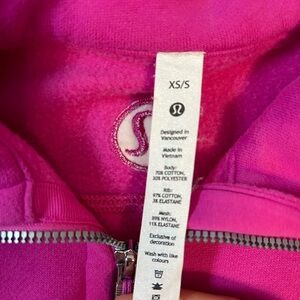 XS/S
Designed in
Vancouver
Made in
Vietnam
Body:
70% COTTON,
30% POLYESTER
RIB:
97% COTTON,
3% ELASTANE
Mesh:
89% NYLON,
11% ELASTANE
Exclusive of
decoration
Wash with like
colours